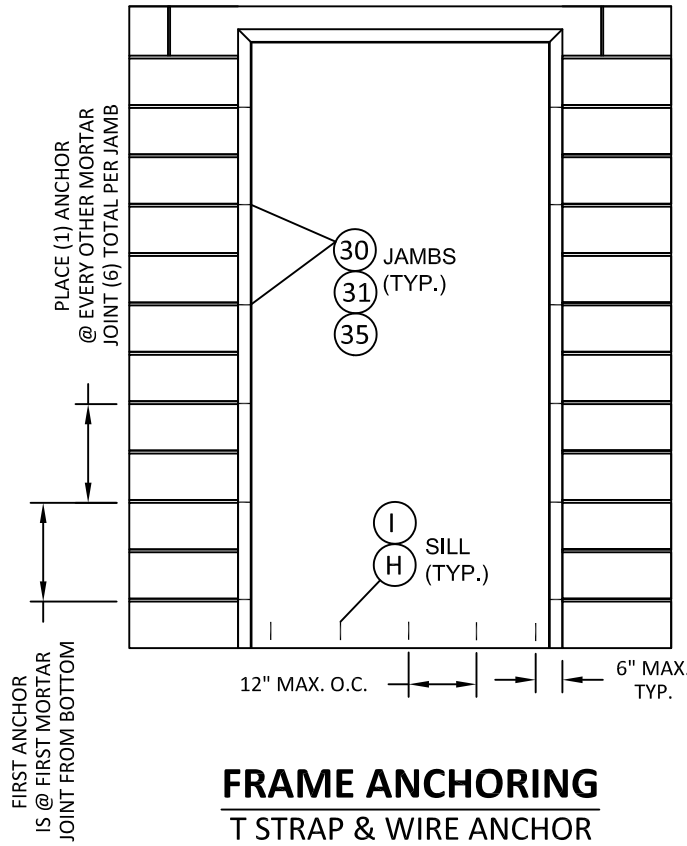 PLACE (1) ANCHOR
@ EVERY OTHER MORTAR
JOINT (6) TOTAL PER JAMB
30
JAMBS
(TYP.)
31
35
I
H
SILL
(TYP.)
FIRST ANCHOR
IS @ FIRST MORTAR
JOINT FROM BOTTOM
12" MAX. O.C.
6" MAX.
TYP.
FRAME ANCHORING
T STRAP & WIRE ANCHOR